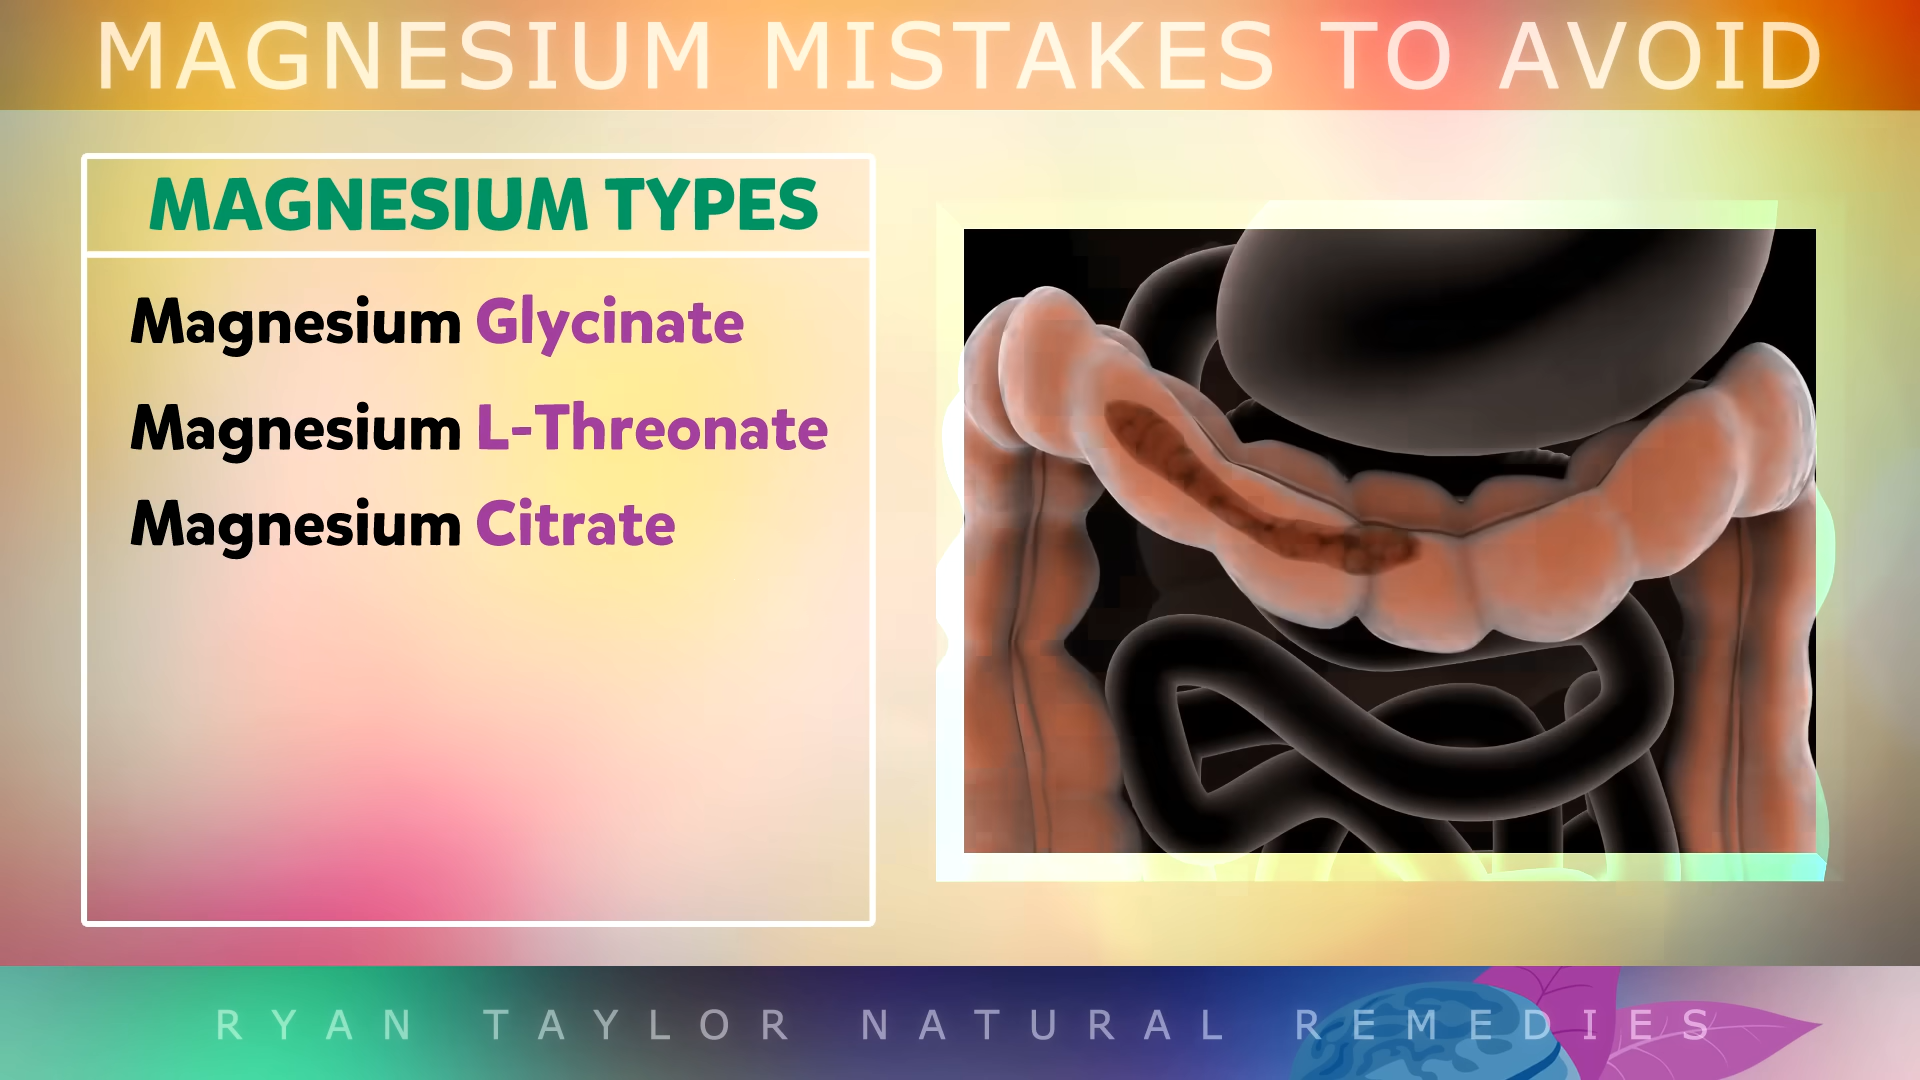 MAGNESIUM MISTAKES TO AVOID
MAGNESIUM TYPES
Magnesium Glycinate
Magnesium L-Threonate
Magnesium Citrate
RYAN TAYLOR NATURAL REMEDIES